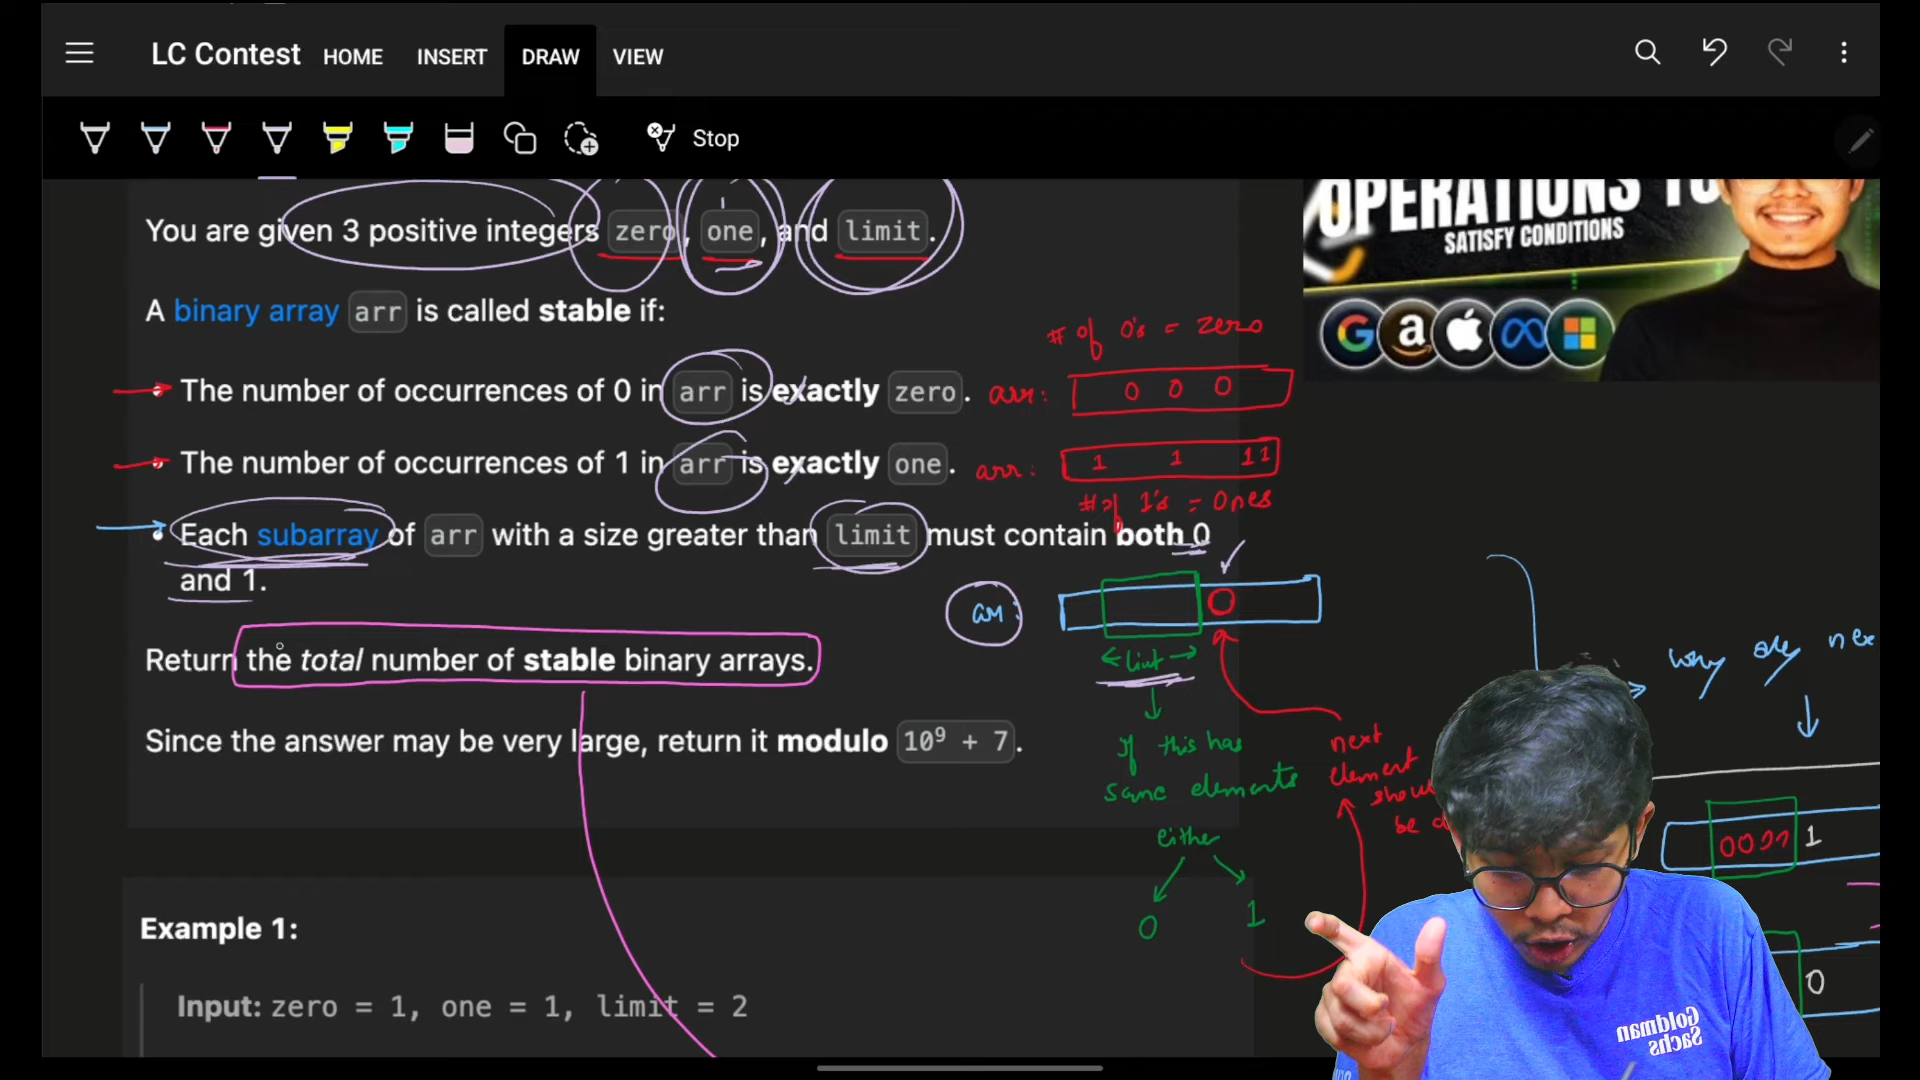 LC Contest HOME INSERT DRAW VIEW
Stop
OPERATIONS TO
SATISFY CONDITIONS
You are given 3 positive integers zero, one, and limit.
A binary array arr is called stable if:
# of 0's = zero
The number of occurrences of 0 in arr is exactly zero.
arr: 0 0 0
The number of occurrences of 1 in arr is exactly one.
arr: 1 1 11
# of 1's = Ones
Each subarray of arr with a size greater than limit must contain both 0
and 1.
arr: 0
limit
Return the total number of stable binary arrays.
why only
Since the answer may be very large, return it modulo 10⁹ + 7.
If this has
same elements
either
0 1
next
element
should
be
1
0
Example 1:
Input: zero = 1, one = 1, limit = 2
Goldman
Sachs